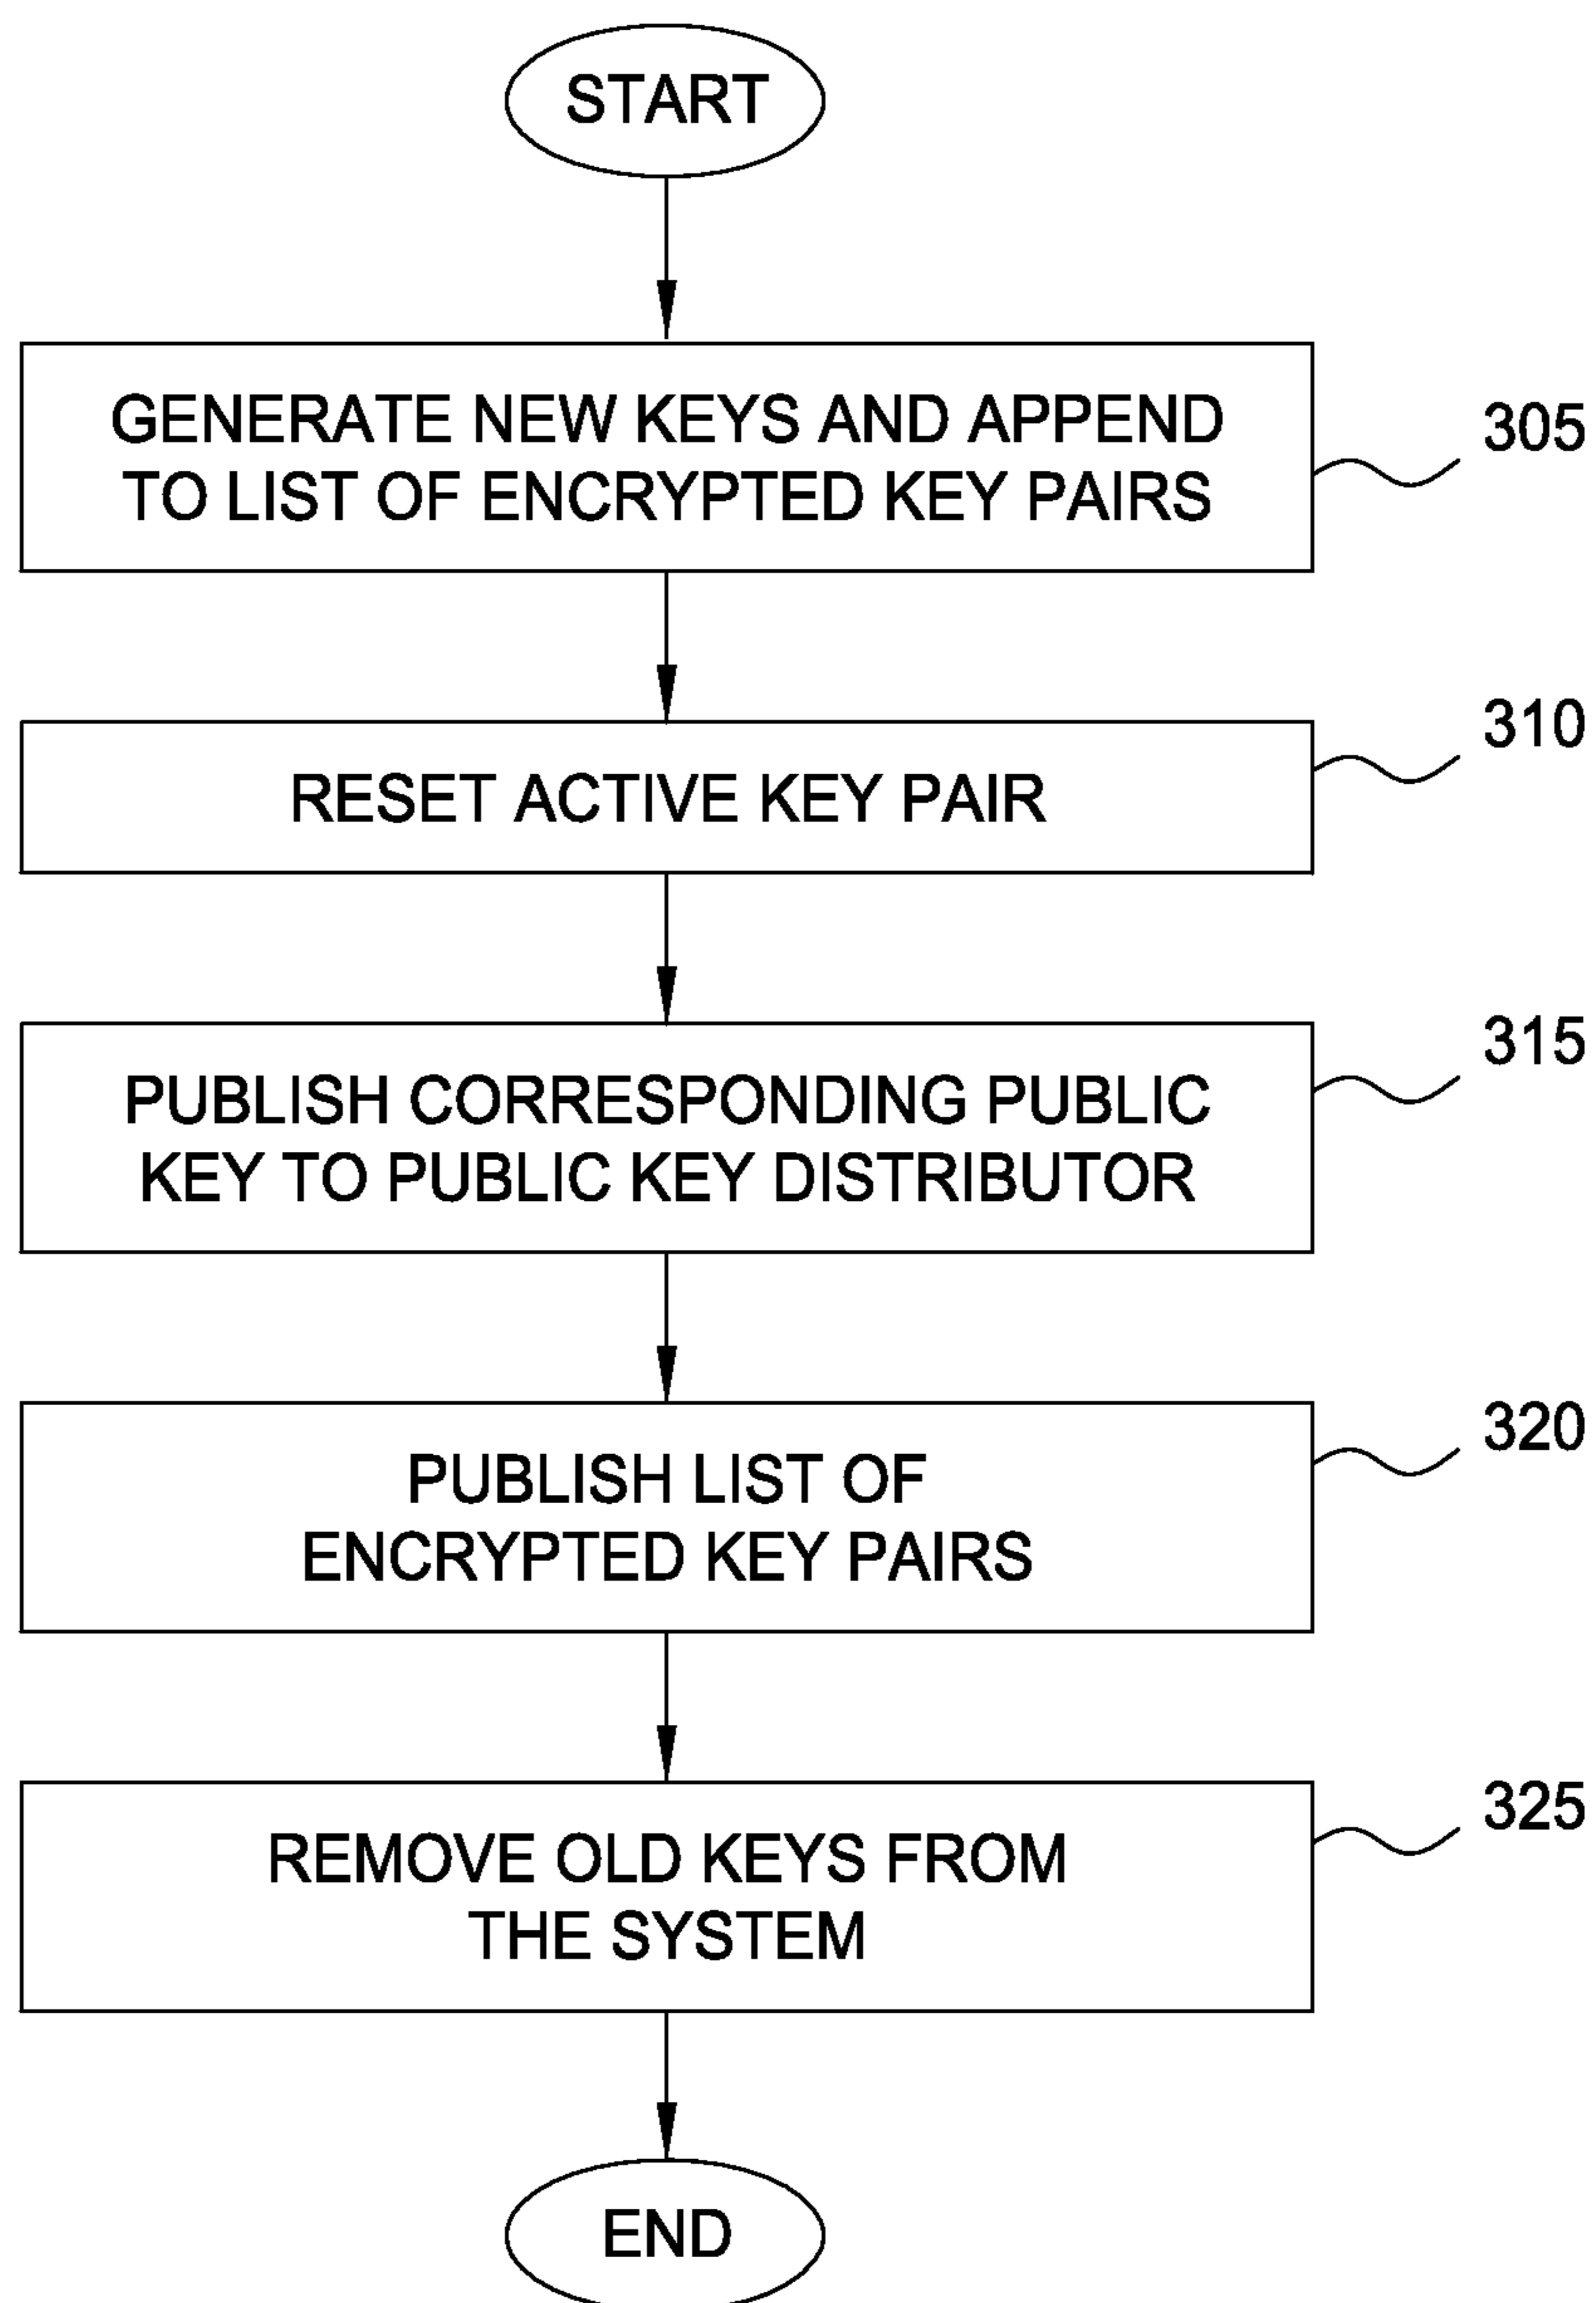 START
GENERATE NEW KEYS AND APPEND
TO LIST OF ENCRYPTED KEY PAIRS
305
RESET ACTIVE KEY PAIR
310
PUBLISH CORRESPONDING PUBLIC
KEY TO PUBLIC KEY DISTRIBUTOR
315
PUBLISH LIST OF
ENCRYPTED KEY PAIRS
320
REMOVE OLD KEYS FROM
THE SYSTEM
325
END